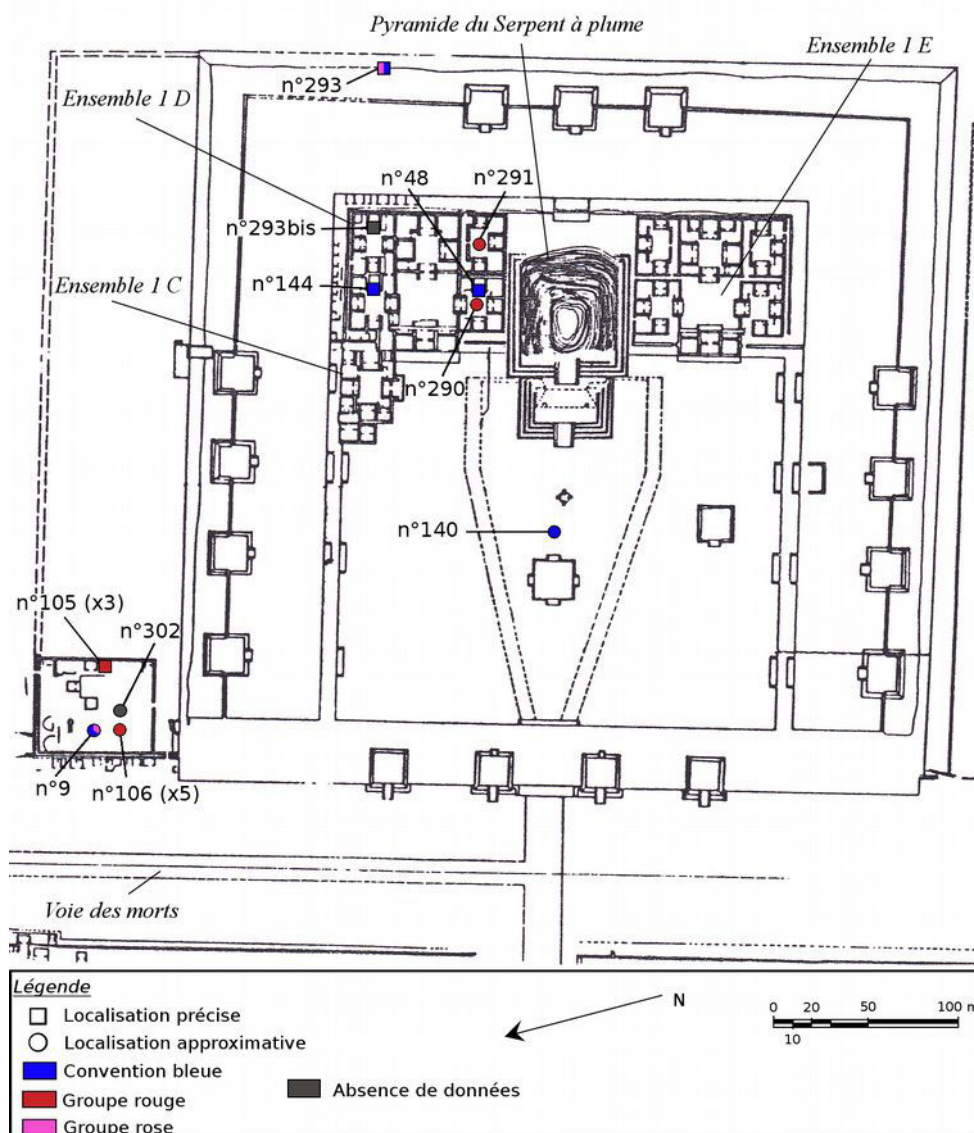 Pyramide du Serpent à plume
Ensemble 1 E
n°293
Ensemble 1 D
n°48
n°291
n°293bis
n°144
Ensemble 1 C
n°290
n°140
n°105 (x3)
n°302
n°9
n°106 (x5)
Voie des morts
Légende
Localisation précise
Localisation approximative
Convention bleue
Groupe rouge
Groupe rose
Absence de données
N
0 20 50 100 m
10